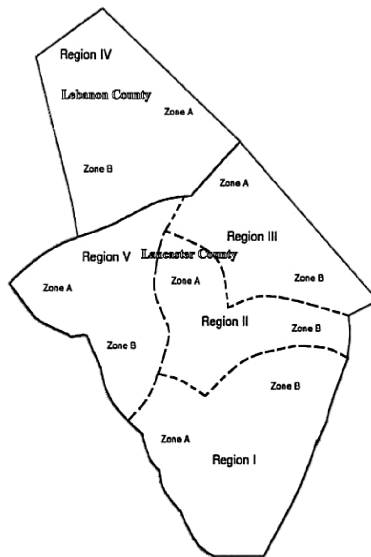 Region IV
Lebanon County
Zone A
Zone B
Zone A
Region III
Lancaster County
Region V
Zone A
Zone B
Zone A
Region II
Zone B
Zone B
Zone B
Zone A
Region I